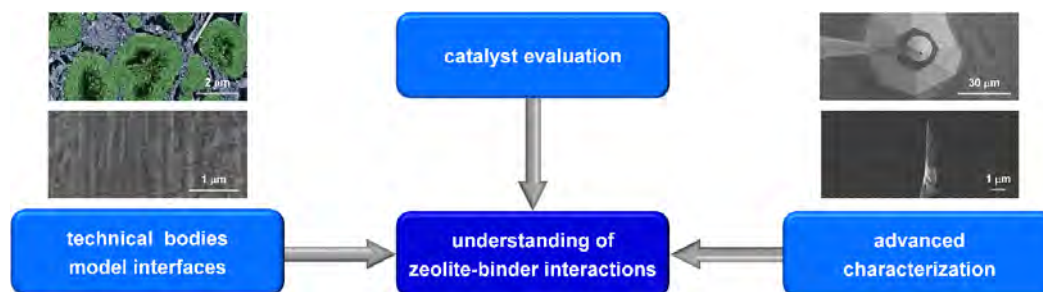 2 μm
1 μm
technical bodies
model interfaces
catalyst evaluation
understanding of
zeolite-binder interactions
30 μm
1 μm
advanced
characterization